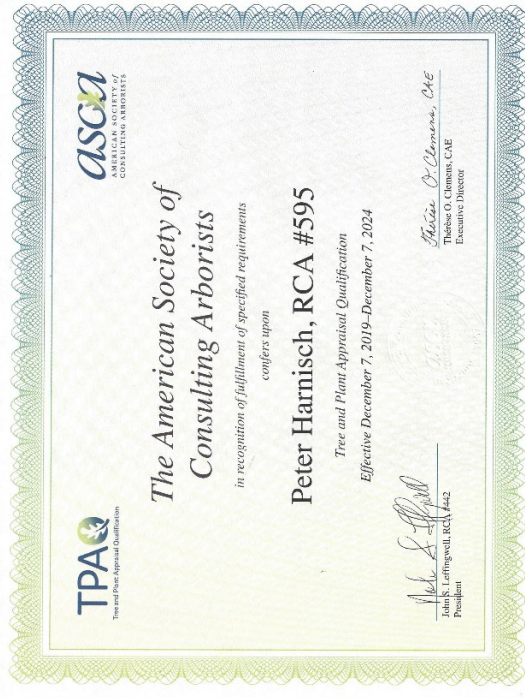 TPAQ
Tree and Plant Appraisal Qualification
asca
AMERICAN SOCIETY of
CONSULTING ARBORISTS
The American Society of
Consulting Arborists
in recognition of fulfillment of specified requirements
confers upon
Peter Harnisch, RCA #595
Tree and Plant Appraisal Qualification
Effective December 7, 2019–December 7, 2024
John S. Leffingwell, RCA #442
President
Thérèse O. Clemens, CAE
Thérèse O. Clemens, CAE
Executive Director